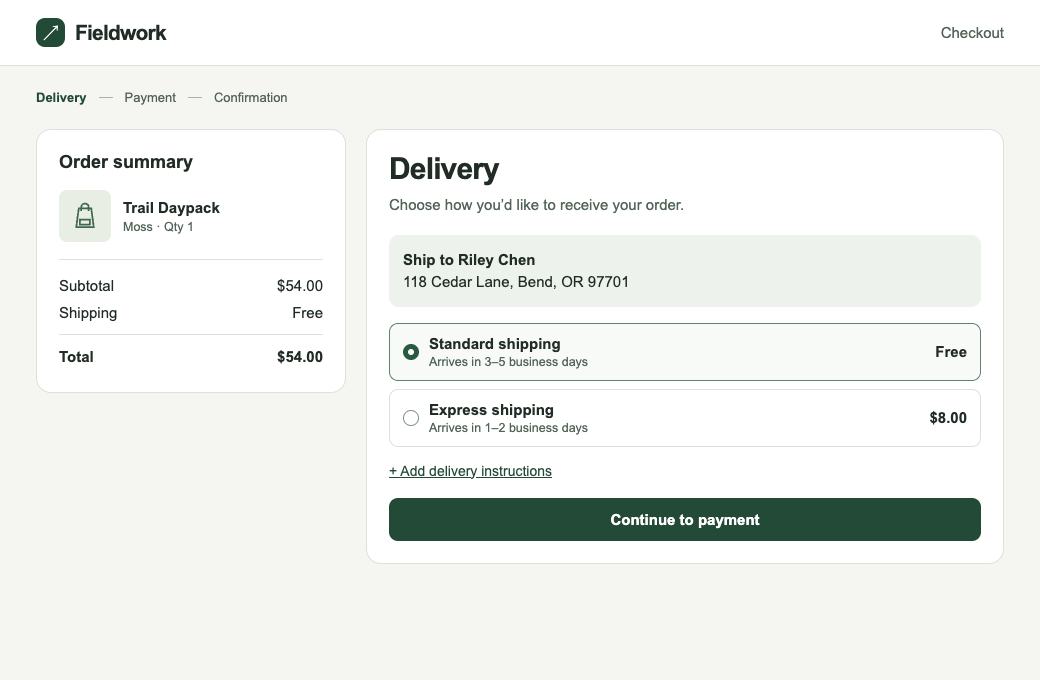 Fieldwork
Checkout
Delivery — Payment — Confirmation
Order summary
Trail Daypack
Moss · Qty 1
Subtotal $54.00
Shipping Free
Total $54.00
Delivery
Choose how you’d like to receive your order.
Ship to Riley Chen
118 Cedar Lane, Bend, OR 97701
Standard shipping
Arrives in 3–5 business days
Free
Express shipping
Arrives in 1–2 business days
$8.00
+ Add delivery instructions
Continue to payment